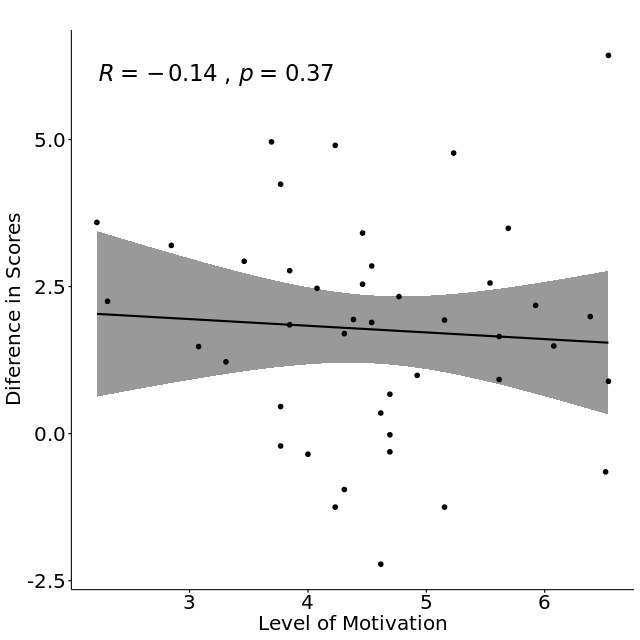 R = −0.14 , p = 0.37
5.0
2.5
0.0
-2.5
3 4 5 6
Level of Motivation
Diference in Scores